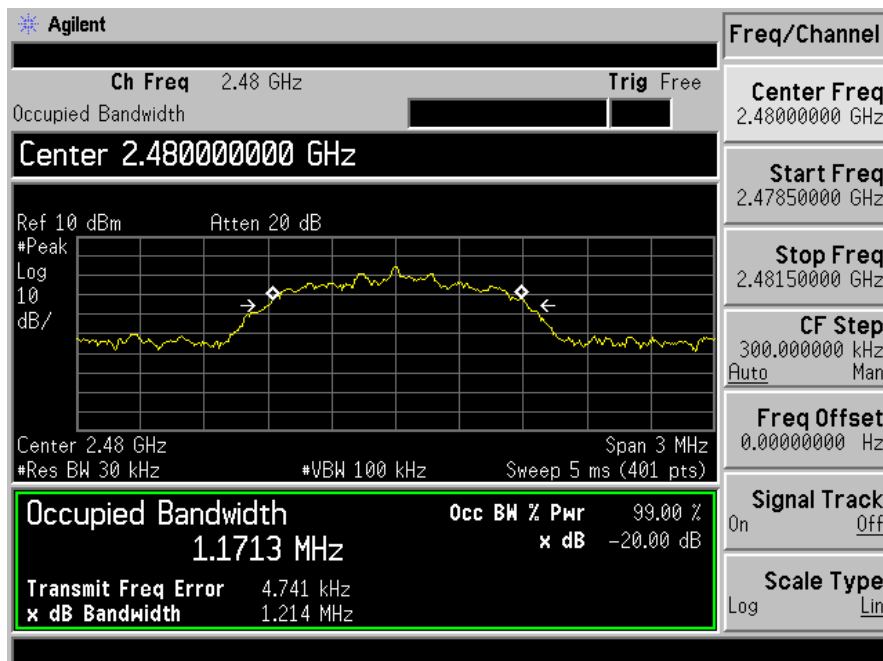 Agilent
Freq/Channel
Ch Freq 2.48 GHz Trig Free
Occupied Bandwidth
Center 2.480000000 GHz
Ref 10 dBm Atten 20 dB
#Peak
Log
10
dB/
Center 2.48 GHz Span 3 MHz
#Res BW 30 kHz #VBW 100 kHz Sweep 5 ms (401 pts)
Occupied Bandwidth Occ BW % Pwr 99.00 %
1.1713 MHz x dB -20.00 dB
Transmit Freq Error 4.741 kHz
x dB Bandwidth 1.214 MHz
Center Freq
2.48000000 GHz
Start Freq
2.47850000 GHz
Stop Freq
2.48150000 GHz
CF Step
300.000000 kHz
Auto Man
Freq Offset
0.00000000 Hz
Signal Track
On Off
Scale Type
Log Lin